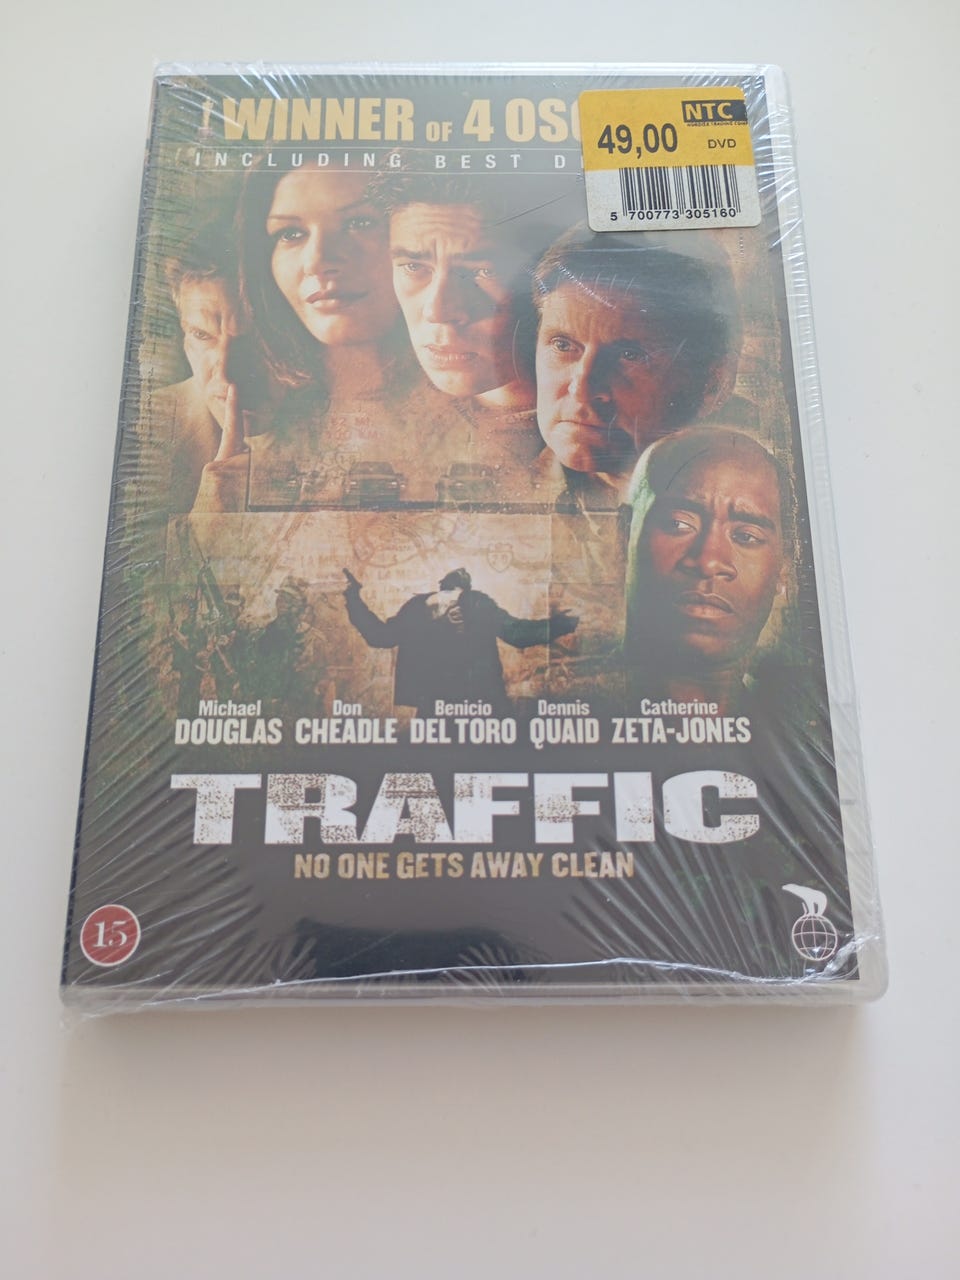 WINNER OF 4 OSC
INCLUDING BEST D
NTC
49,00
DVD
5 700773 305160
Michael DOUGLAS
Don CHEADLE
Benicio DEL TORO
Dennis QUAID
Catherine ZETA-JONES
TRAFFIC
NO ONE GETS AWAY CLEAN
15